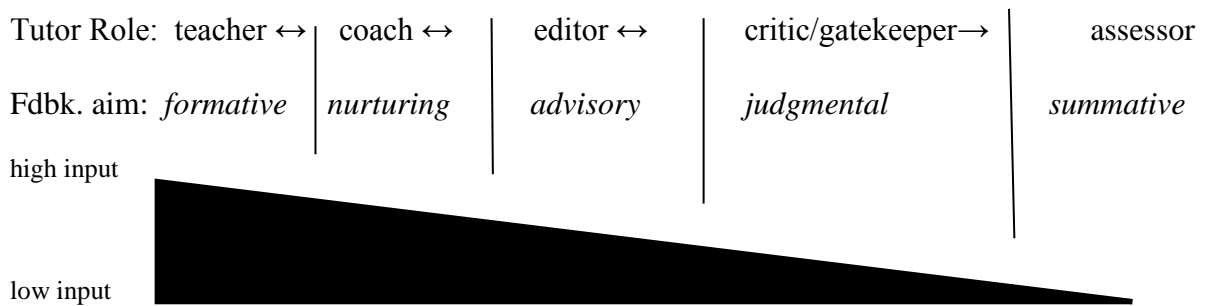 Tutor Role: teacher ↔ coach ↔ editor ↔ critic/gatekeeper→ assessor
Fdbk. aim: formative nurturing advisory judgmental summative
high input
low input